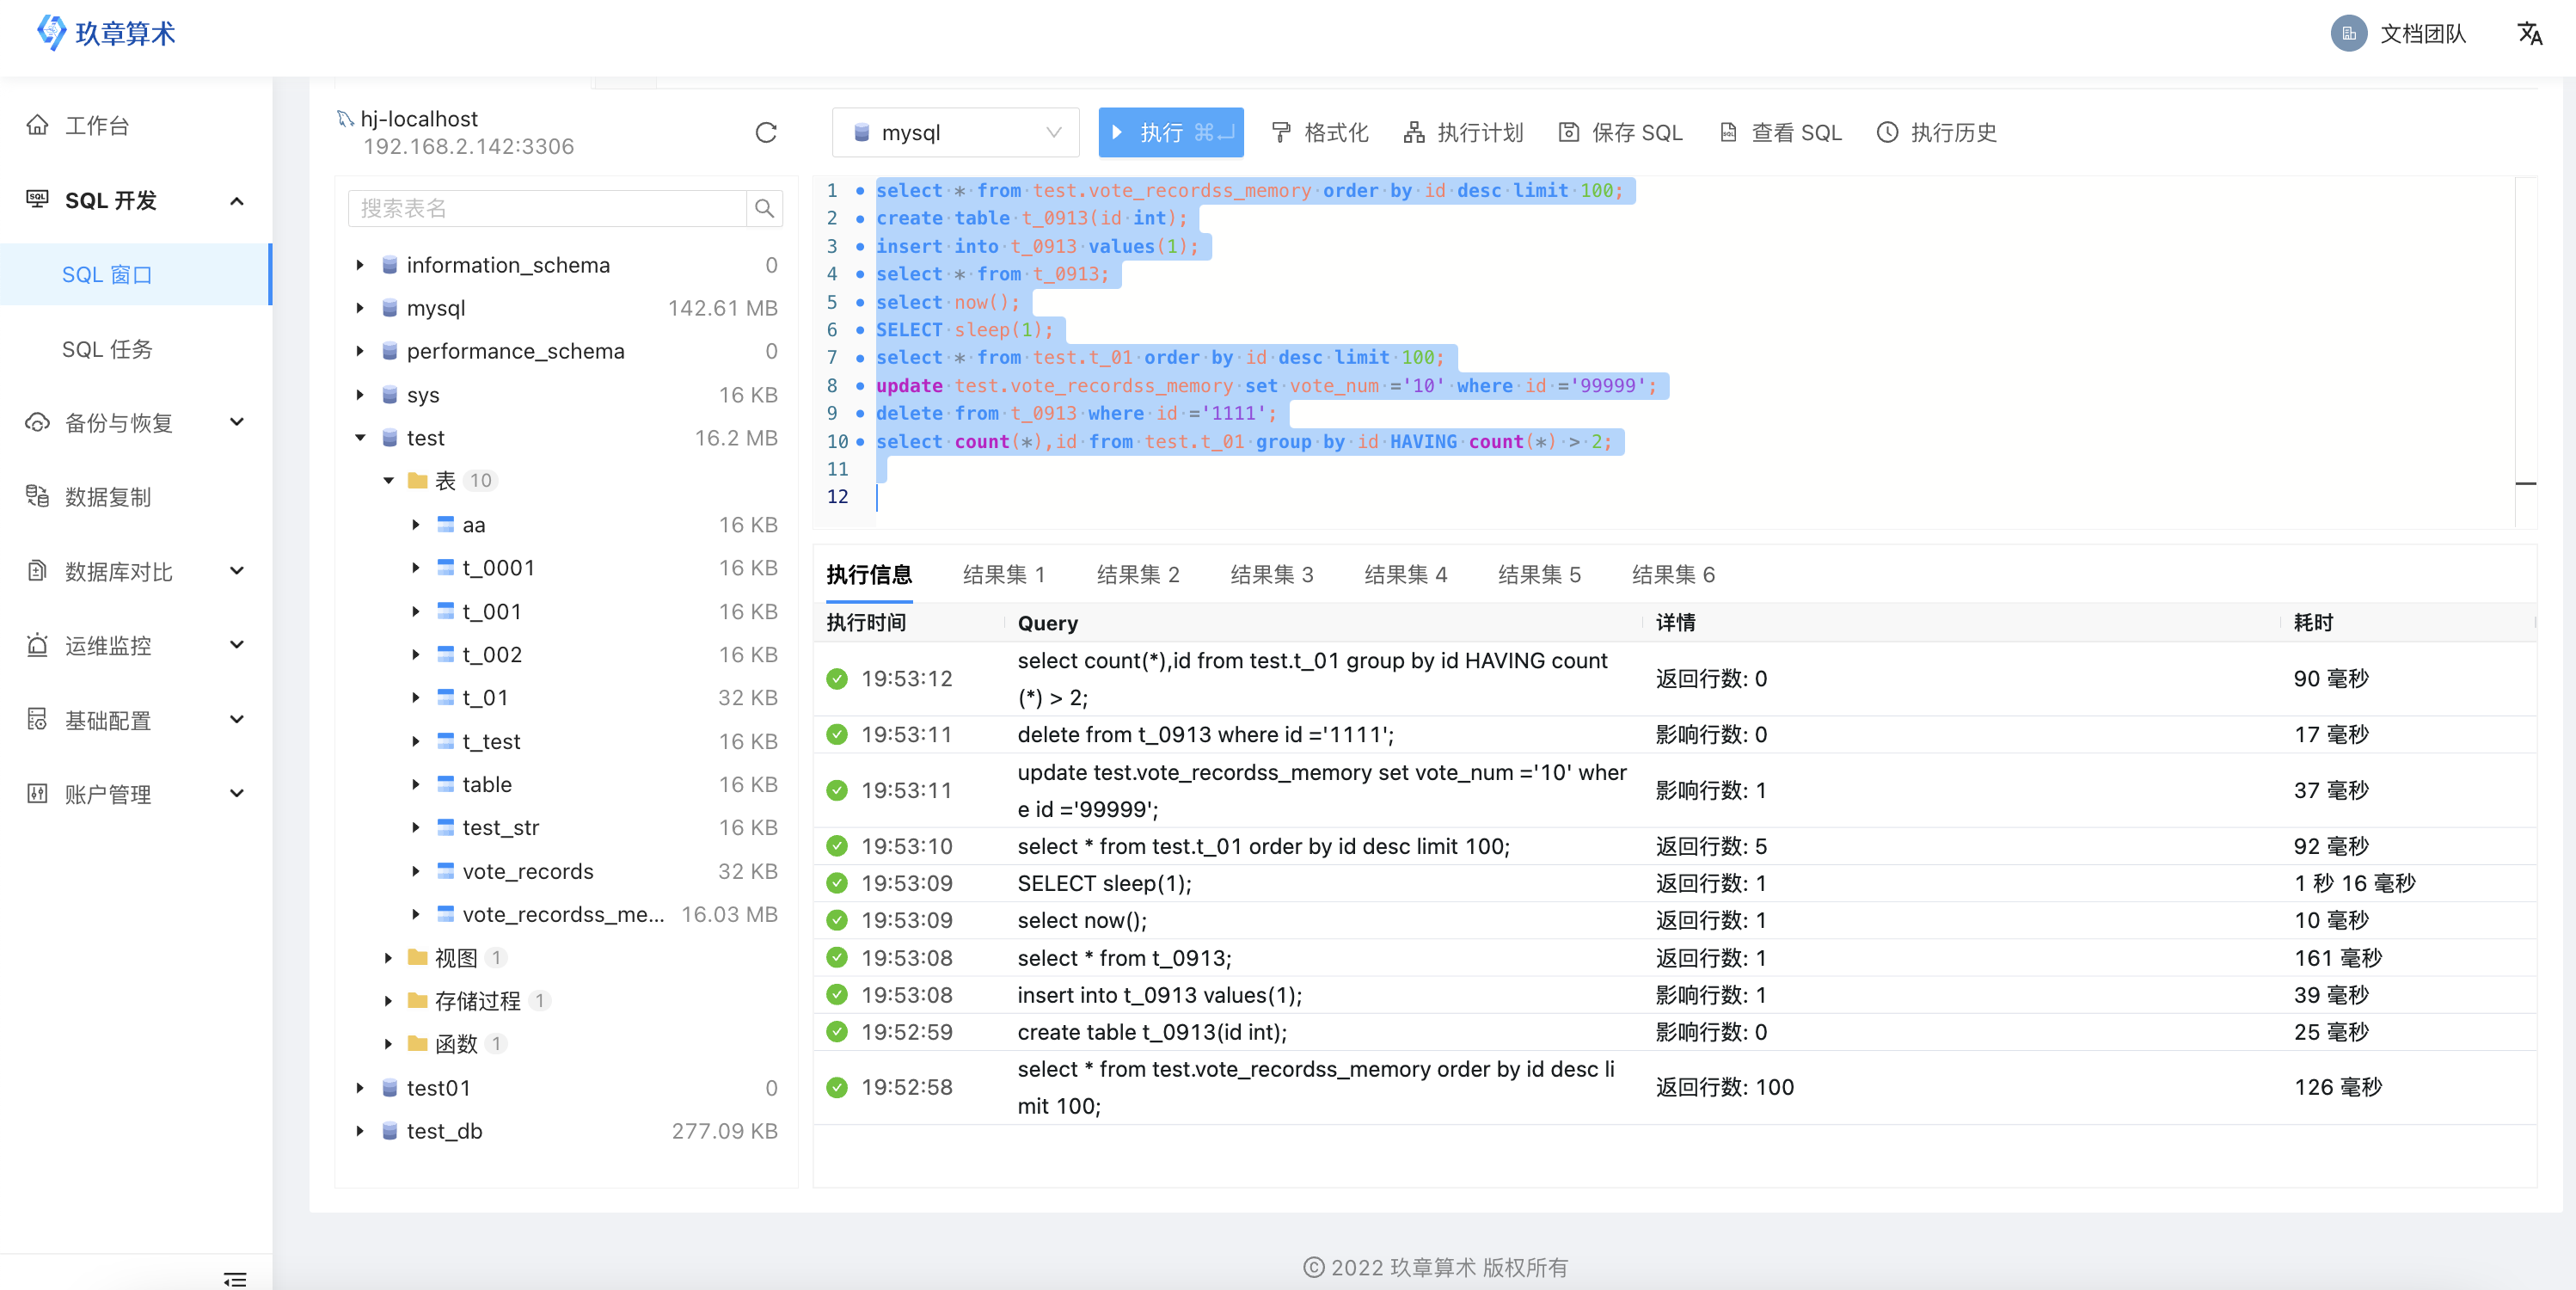 玖章算术
文档团队
工作台
SQL 开发
SQL 窗口
SQL 任务
备份与恢复
数据复制
数据库对比
运维监控
基础配置
账户管理
hj-localhost
192.168.2.142:3306
搜索表名
information_schema 0
mysql 142.61 MB
performance_schema 0
sys 16 KB
test 16.2 MB
表 10
aa 16 KB
t_0001 16 KB
t_001 16 KB
t_002 16 KB
t_01 32 KB
t_test 16 KB
table 16 KB
test_str 16 KB
vote_records 32 KB
vote_recordss_me... 16.03 MB
视图 1
存储过程 1
函数 1
test01 0
test_db 277.09 KB
mysql 执行 ⌘↵ 格式化 执行计划 保存 SQL 查看 SQL 执行历史
1 select * from test.vote_recordss_memory order by id desc limit 100;
2 create table t_0913(id int);
3 insert into t_0913 values(1);
4 select * from t_0913;
5 select now();
6 SELECT sleep(1);
7 select * from test.t_01 order by id desc limit 100;
8 update test.vote_recordss_memory set vote_num ='10' where id ='99999';
9 delete from t_0913 where id ='1111';
10 select count(*),id from test.t_01 group by id HAVING count(*) > 2;
11
12
执行信息 结果集 1 结果集 2 结果集 3 结果集 4 结果集 5 结果集 6
执行时间 Query 详情 耗时
19:53:12 select count(*),id from test.t_01 group by id HAVING count
(*) > 2; 返回行数: 0 90 毫秒
19:53:11 delete from t_0913 where id ='1111'; 影响行数: 0 17 毫秒
19:53:11 update test.vote_recordss_memory set vote_num ='10' wher
e id ='99999'; 影响行数: 1 37 毫秒
19:53:10 select * from test.t_01 order by id desc limit 100; 返回行数: 5 92 毫秒
19:53:09 SELECT sleep(1); 返回行数: 1 1 秒 16 毫秒
19:53:09 select now(); 返回行数: 1 10 毫秒
19:53:08 select * from t_0913; 返回行数: 1 161 毫秒
19:53:08 insert into t_0913 values(1); 影响行数: 1 39 毫秒
19:52:59 create table t_0913(id int); 影响行数: 0 25 毫秒
19:52:58 select * from test.vote_recordss_memory order by id desc li
mit 100; 返回行数: 100 126 毫秒
© 2022 玖章算术 版权所有